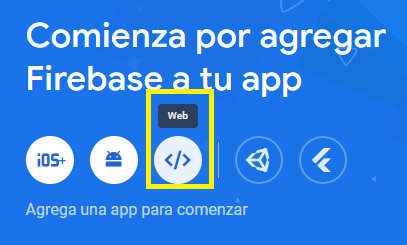 Comienza por agregar
Firebase a tu app
Web
iOS+
</>
Agrega una app para comenzar